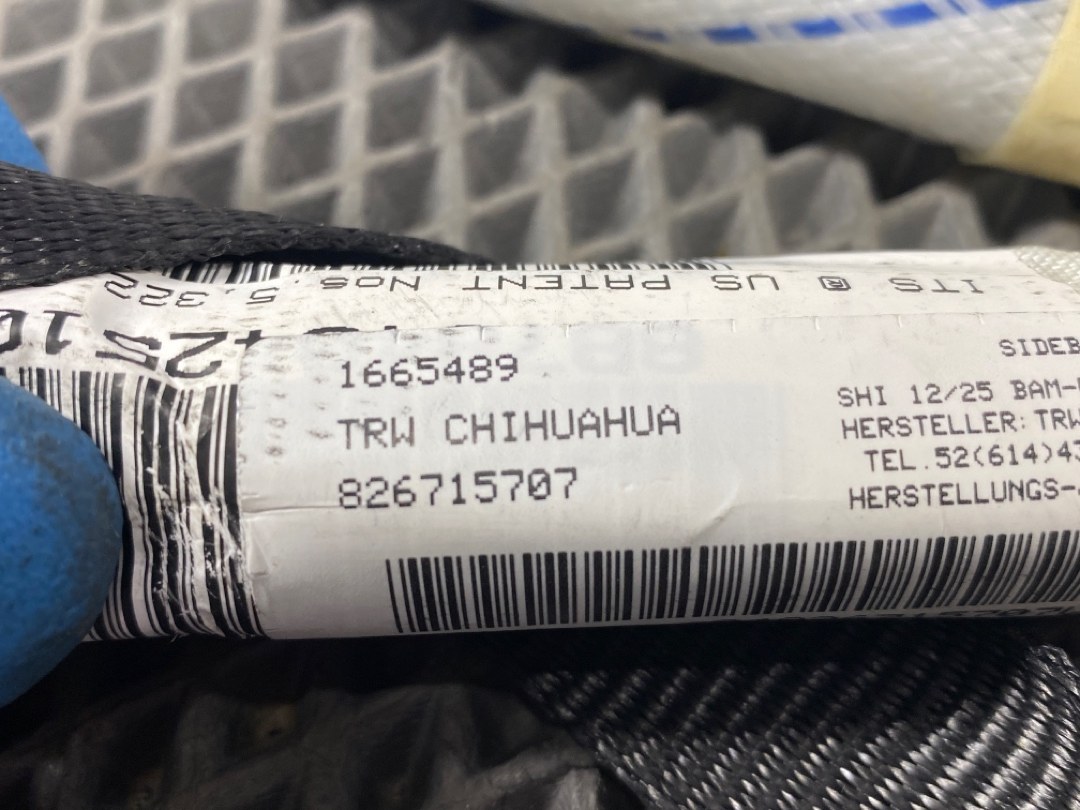 ITS ® US PATENT Nos. 5,322
1665489
TRW CHIHUAHUA
826715707
SIDEB
SHI 12/25 BAM-
HERSTELLER: TRW
TEL.52(614)43
HERSTELLUNGS-